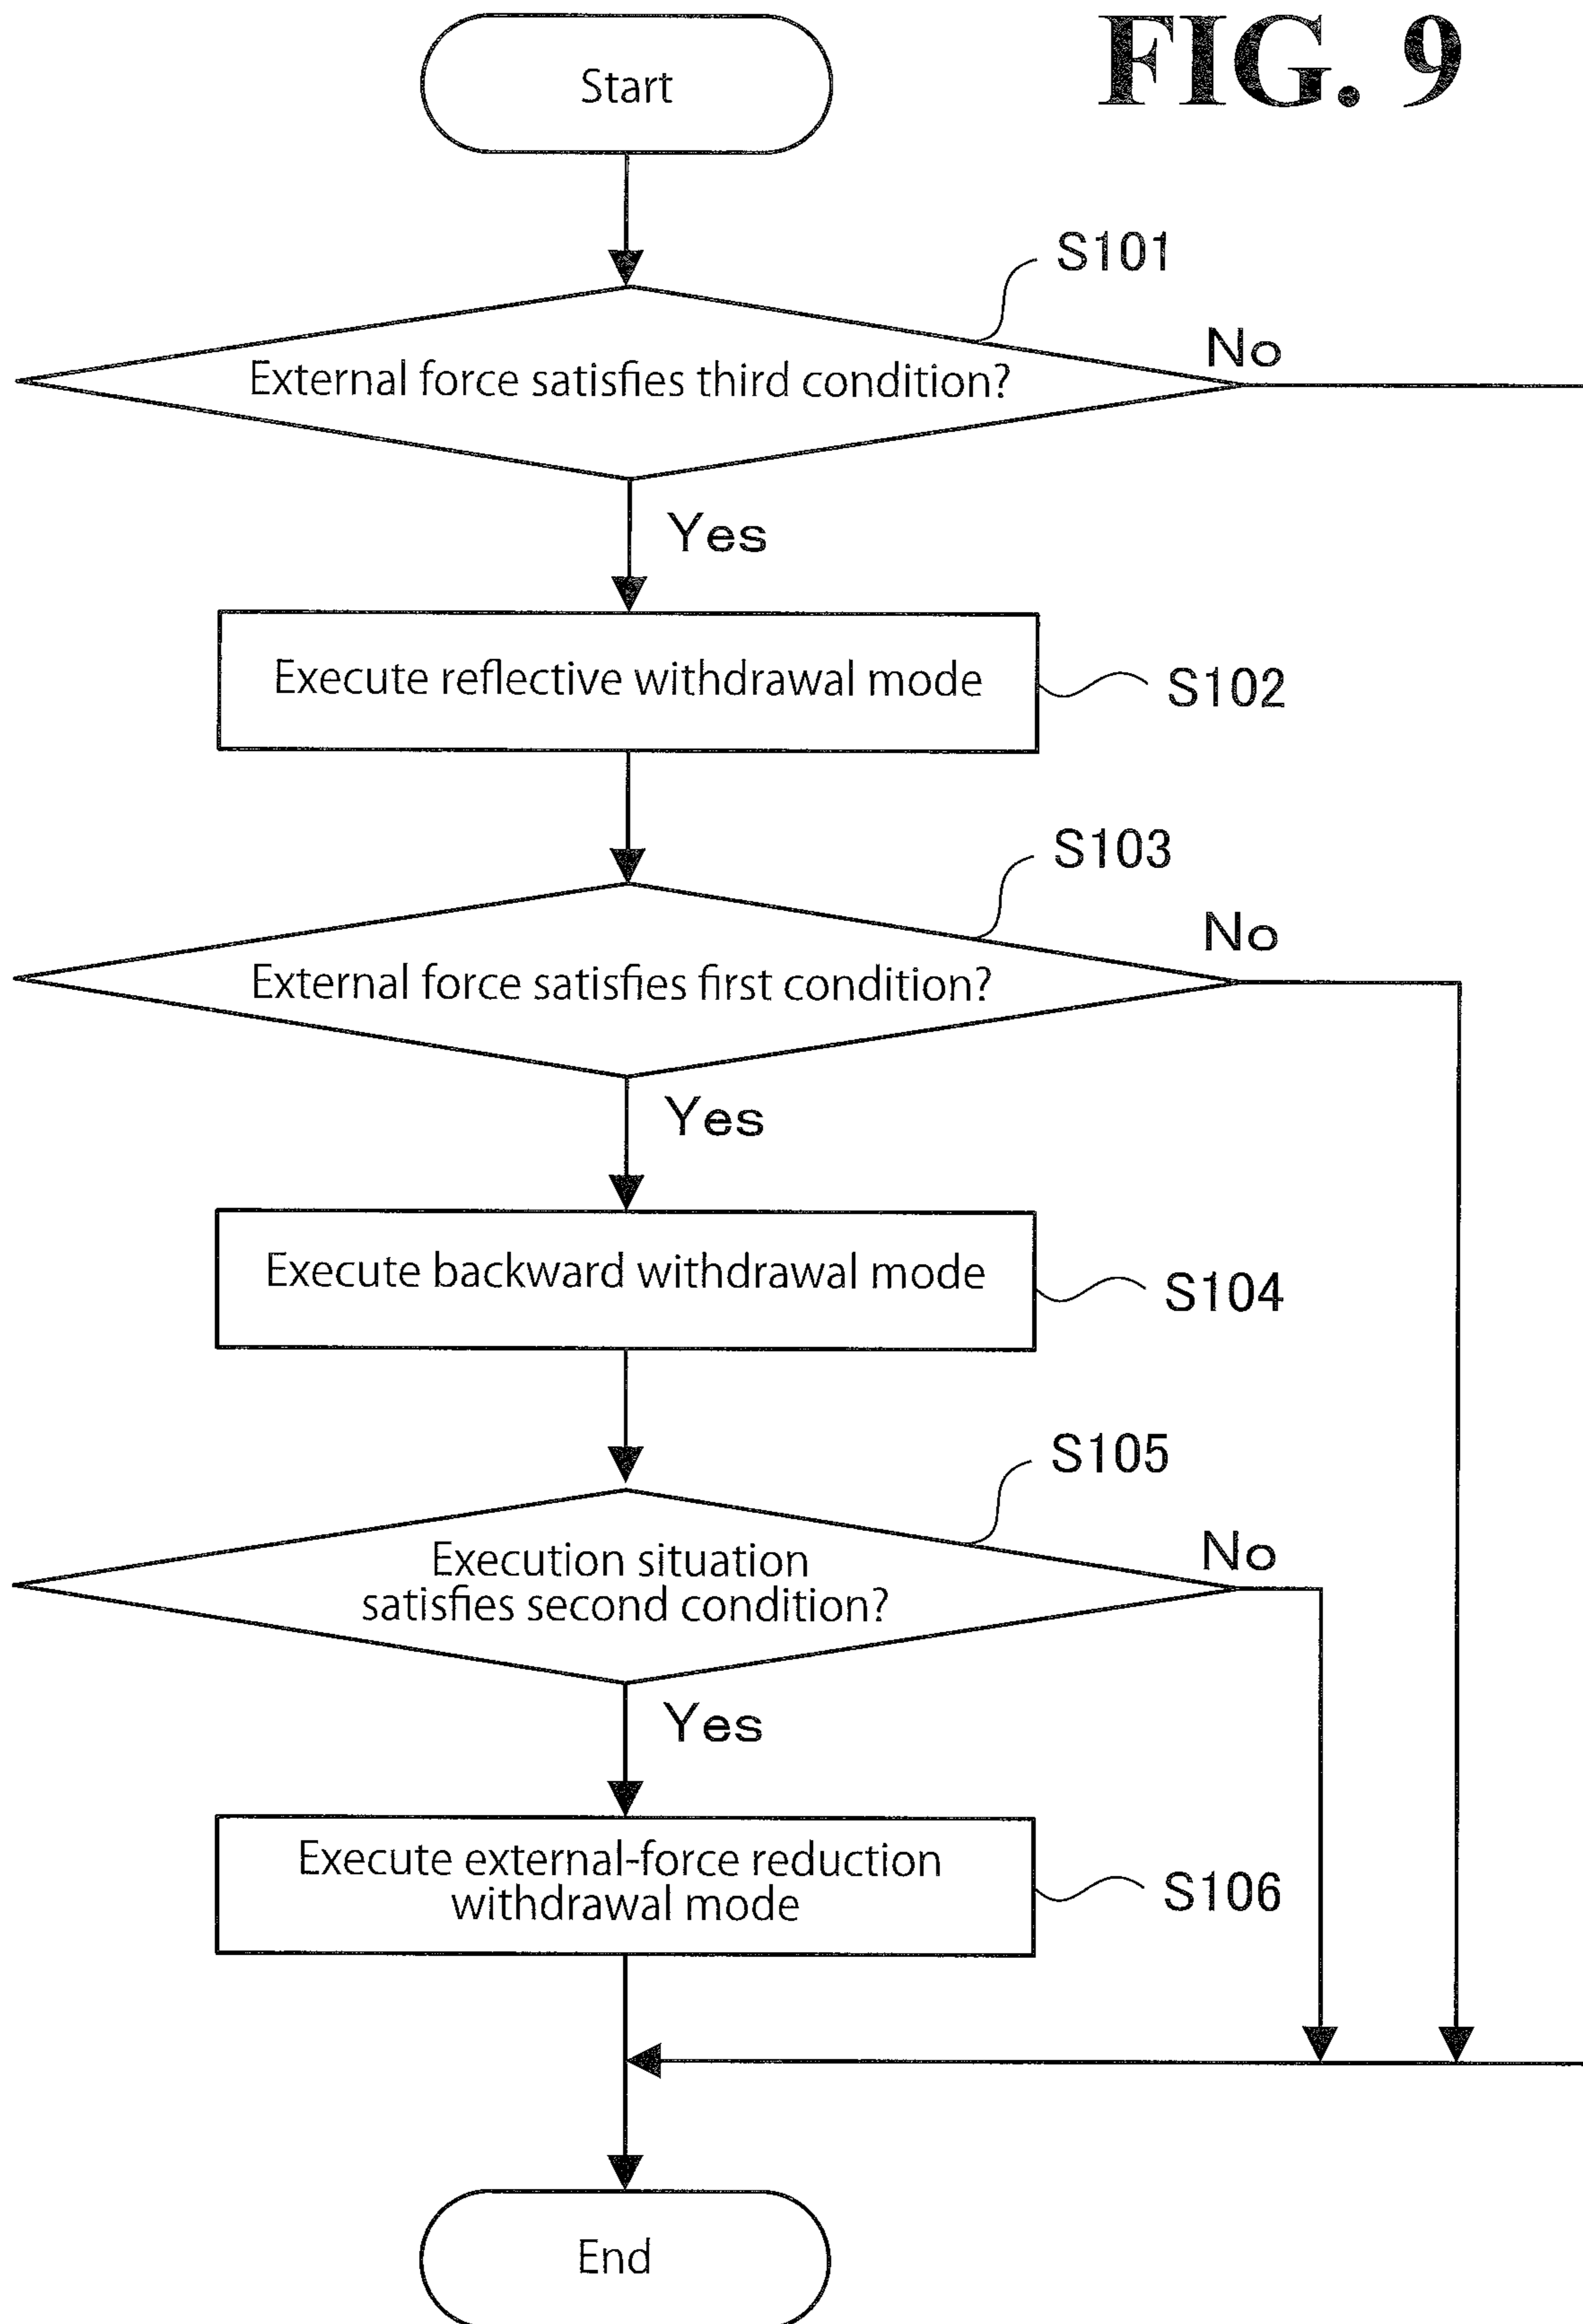 FIG. 9
Start
S101
No
External force satisfies third condition?
Yes
Execute reflective withdrawal mode
S102
S103
No
External force satisfies first condition?
Yes
Execute backward withdrawal mode
S104
S105
No
Execution situation
satisfies second condition?
Yes
Execute external-force reduction
withdrawal mode
S106
End